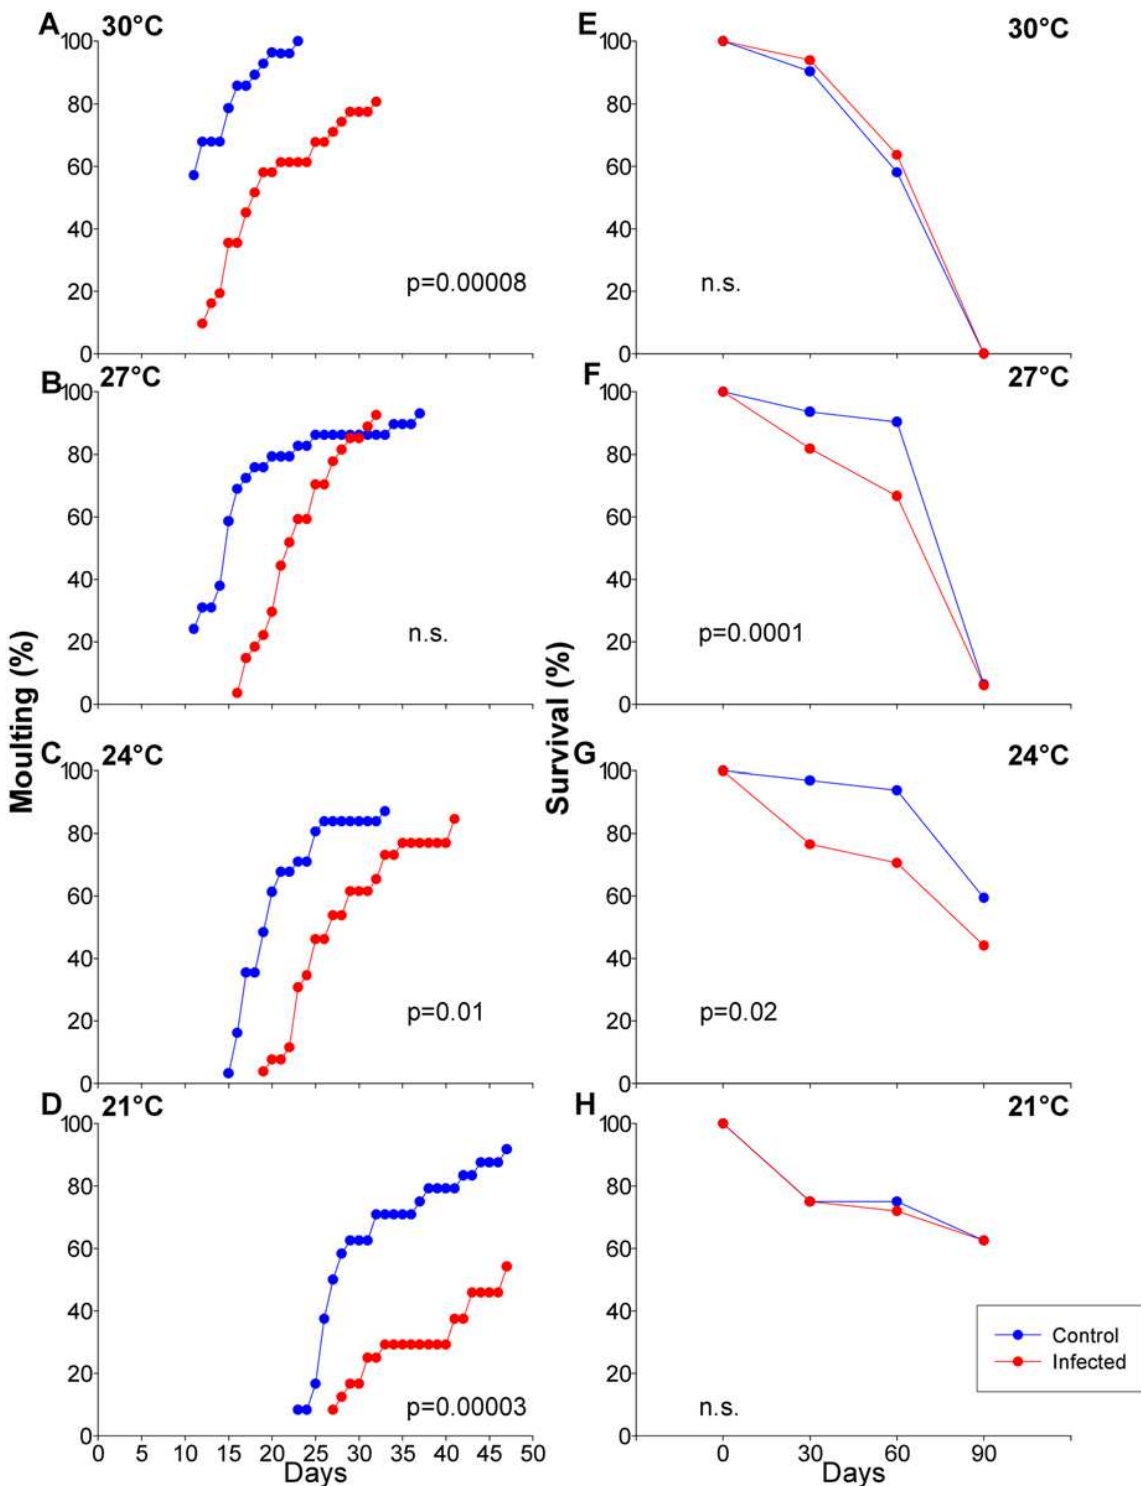 A 30°C
100
80
60
40
20
0
p=0.00008
E 30°C
100
80
60
40
20
0
n.s.
B 27°C
100
80
60
40
20
0
n.s.
F 27°C
100
80
60
40
20
0
p=0.0001
Moulting (%)
Survival (%)
C 24°C
100
80
60
40
20
0
p=0.01
G 24°C
100
80
60
40
20
0
p=0.02
D 21°C
100
80
60
40
20
0
p=0.00003
0 5 10 15 20 25 30 35 40 45 50
Days
H 21°C
100
80
60
40
20
0
n.s.
Control
Infected
0 30 60 90
Days